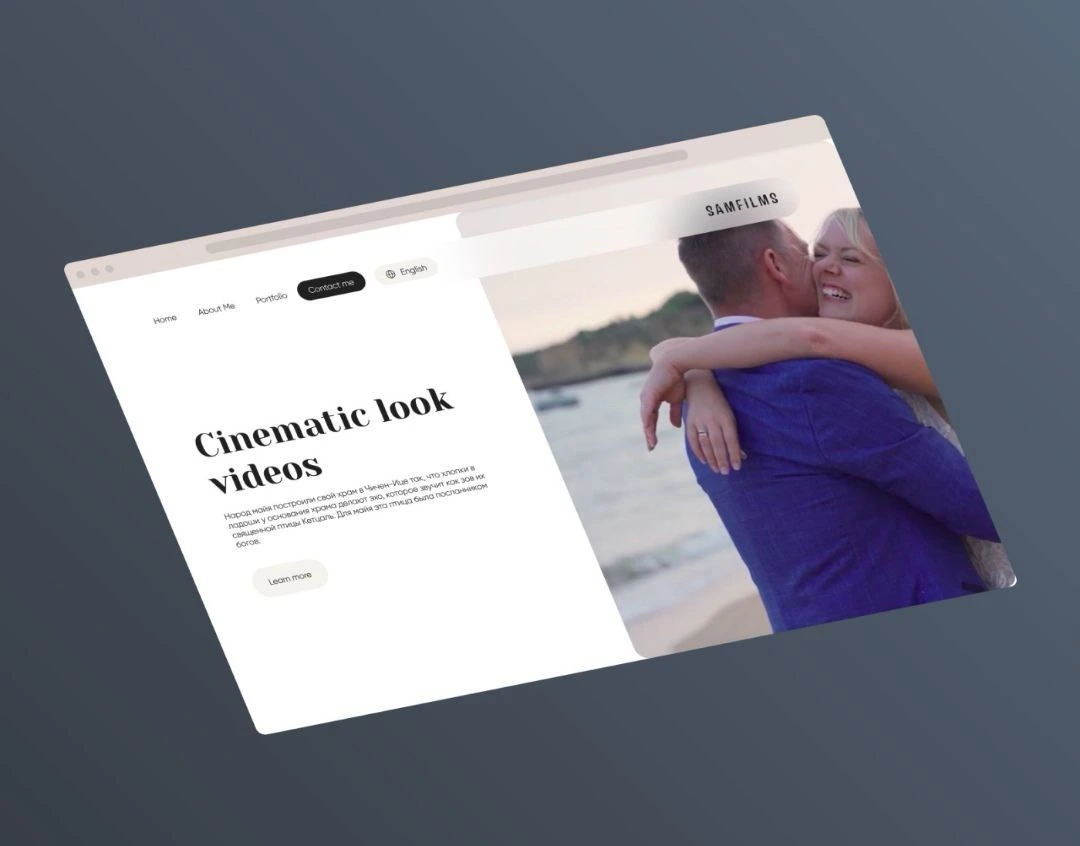 Home
About Me
Portfolio
Contact me
English
SAMFILMS
Cinematic look
videos
Народ майя построили свой храм в Чичен-Ице так, что хлопки в
ладоши у основания храма делают эхо, которое звучит как зов их
священной птицы Кетцаль. Для майя это птица была посланником
богов.
Learn more